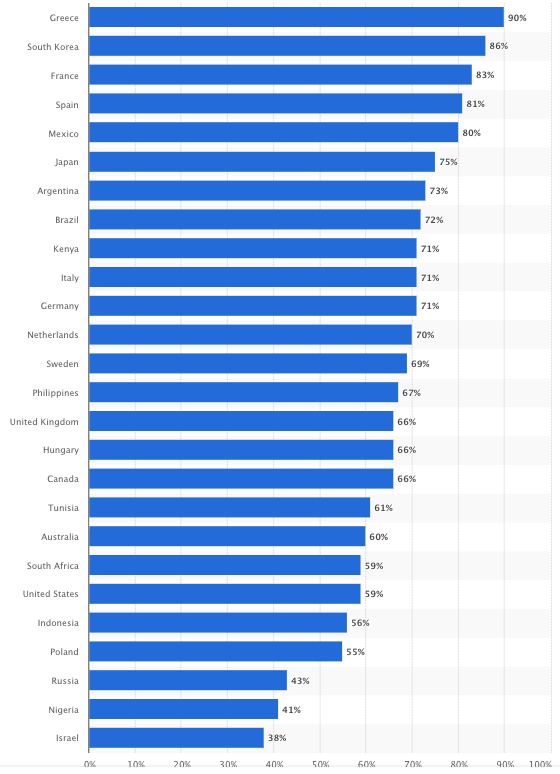 Greece 90%
South Korea 86%
France 83%
Spain 81%
Mexico 80%
Japan 75%
Argentina 73%
Brazil 72%
Kenya 71%
Italy 71%
Germany 71%
Netherlands 70%
Sweden 69%
Philippines 67%
United Kingdom 66%
Hungary 66%
Canada 66%
Tunisia 61%
Australia 60%
South Africa 59%
United States 59%
Indonesia 56%
Poland 55%
Russia 43%
Nigeria 41%
Israel 38%
0% 10% 20% 30% 40% 50% 60% 70% 80% 90% 100%